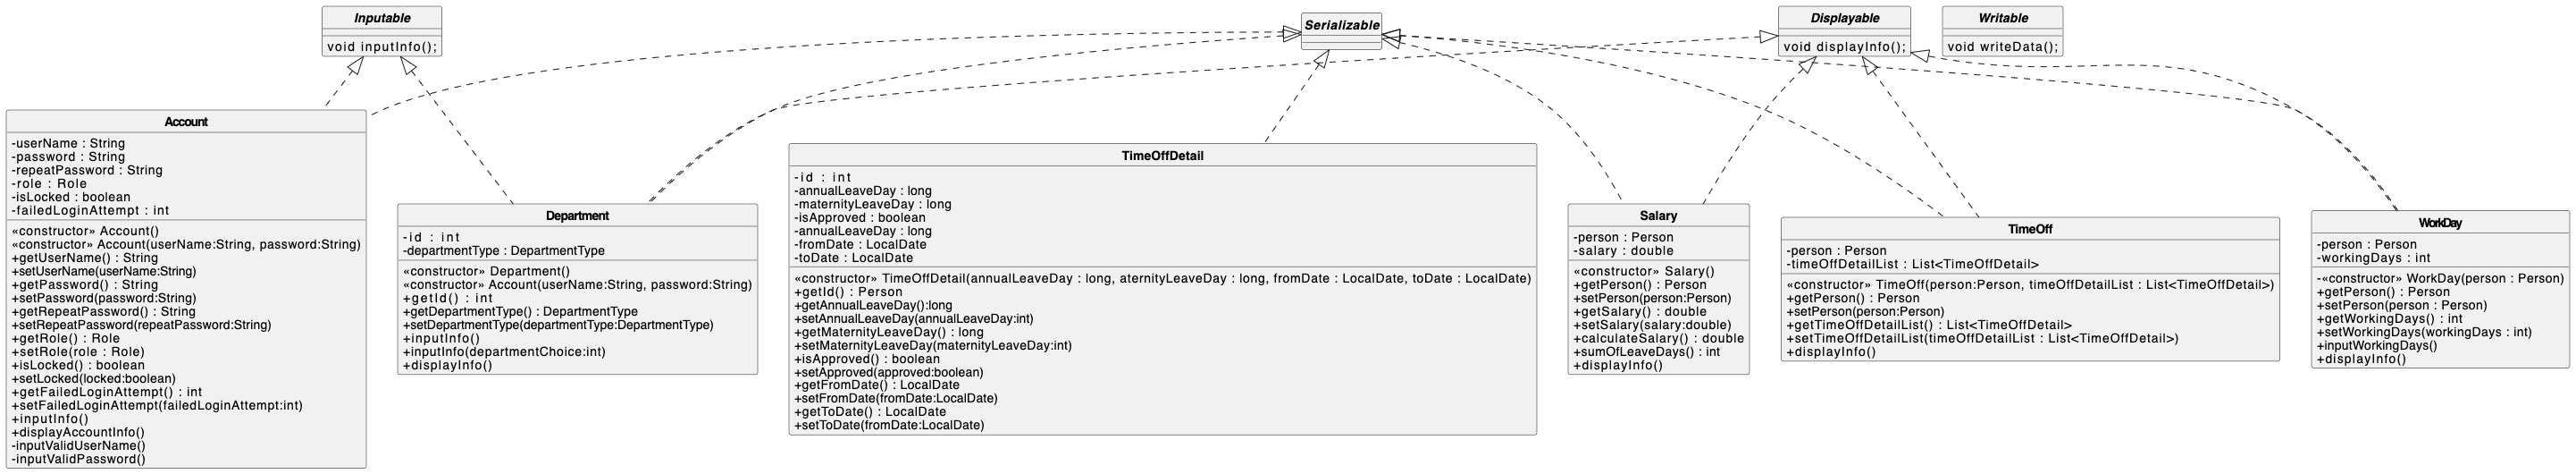 Inputable
void inputInfo();
Serializable
Displayable
void displayInfo();
Writable
void writeData();
Account
-userName : String
-password : String
-repeatPassword : String
-role : Role
-isLocked : boolean
-failedLoginAttempt : int
«constructor» Account()
«constructor» Account(userName:String, password:String)
+getUserName() : String
+setUserName(userName:String)
+getPassword() : String
+setPassword(password:String)
+getRepeatPassword() : String
+setRepeatPassword(repeatPassword:String)
+getRole() : Role
+setRole(role : Role)
+isLocked() : boolean
+setLocked(locked:boolean)
+getFailedLoginAttempt() : int
+setFailedLoginAttempt(failedLoginAttempt:int)
+inputInfo()
+displayAccountInfo()
-inputValidUserName()
-inputValidPassword()
Department
-id : int
-departmentType : DepartmentType
«constructor» Department()
«constructor» Account(userName:String, password:String)
+getId() : int
+getDepartmentType() : DepartmentType
+setDepartmentType(departmentType:DepartmentType)
+inputInfo()
+inputInfo(departmentChoice:int)
+displayInfo()
TimeOffDetail
-id : int
-annualLeaveDay : long
-maternityLeaveDay : long
-isApproved : boolean
-annualLeaveDay : long
-fromDate : LocalDate
-toDate : LocalDate
«constructor» TimeOffDetail(annualLeaveDay : long, aternityLeaveDay : long, fromDate : LocalDate, toDate : LocalDate)
+getId() : Person
+getAnnualLeaveDay():long
+setAnnualLeaveDay(annualLeaveDay:int)
+getMaternityLeaveDay() : long
+setMaternityLeaveDay(maternityLeaveDay:int)
+isApproved() : boolean
+setApproved(approved:boolean)
+getFromDate() : LocalDate
+setFromDate(fromDate:LocalDate)
+getToDate() : LocalDate
+setToDate(fromDate:LocalDate)
Salary
-person : Person
-salary : double
«constructor» Salary()
+getPerson() : Person
+setPerson(person:Person)
+getSalary() : double
+setSalary(salary:double)
+calculateSalary() : double
+sumOfLeaveDays() : int
+displayInfo()
TimeOff
-person : Person
-timeOffDetailList : List<TimeOffDetail>
«constructor» TimeOff(person:Person, timeOffDetailList : List<TimeOffDetail>)
+getPerson() : Person
+setPerson(person:Person)
+getTimeOffDetailList() : List<TimeOffDetail>
+setTimeOffDetailList(timeOffDetailList : List<TimeOffDetail>)
+displayInfo()
WorkDay
-person : Person
-workingDays : int
-«constructor» WorkDay(person : Person)
+getPerson() : Person
+setPerson(person : Person)
+getWorkingDays() : int
+setWorkingDays(workingDays : int)
+inputWorkingDays()
+displayInfo()